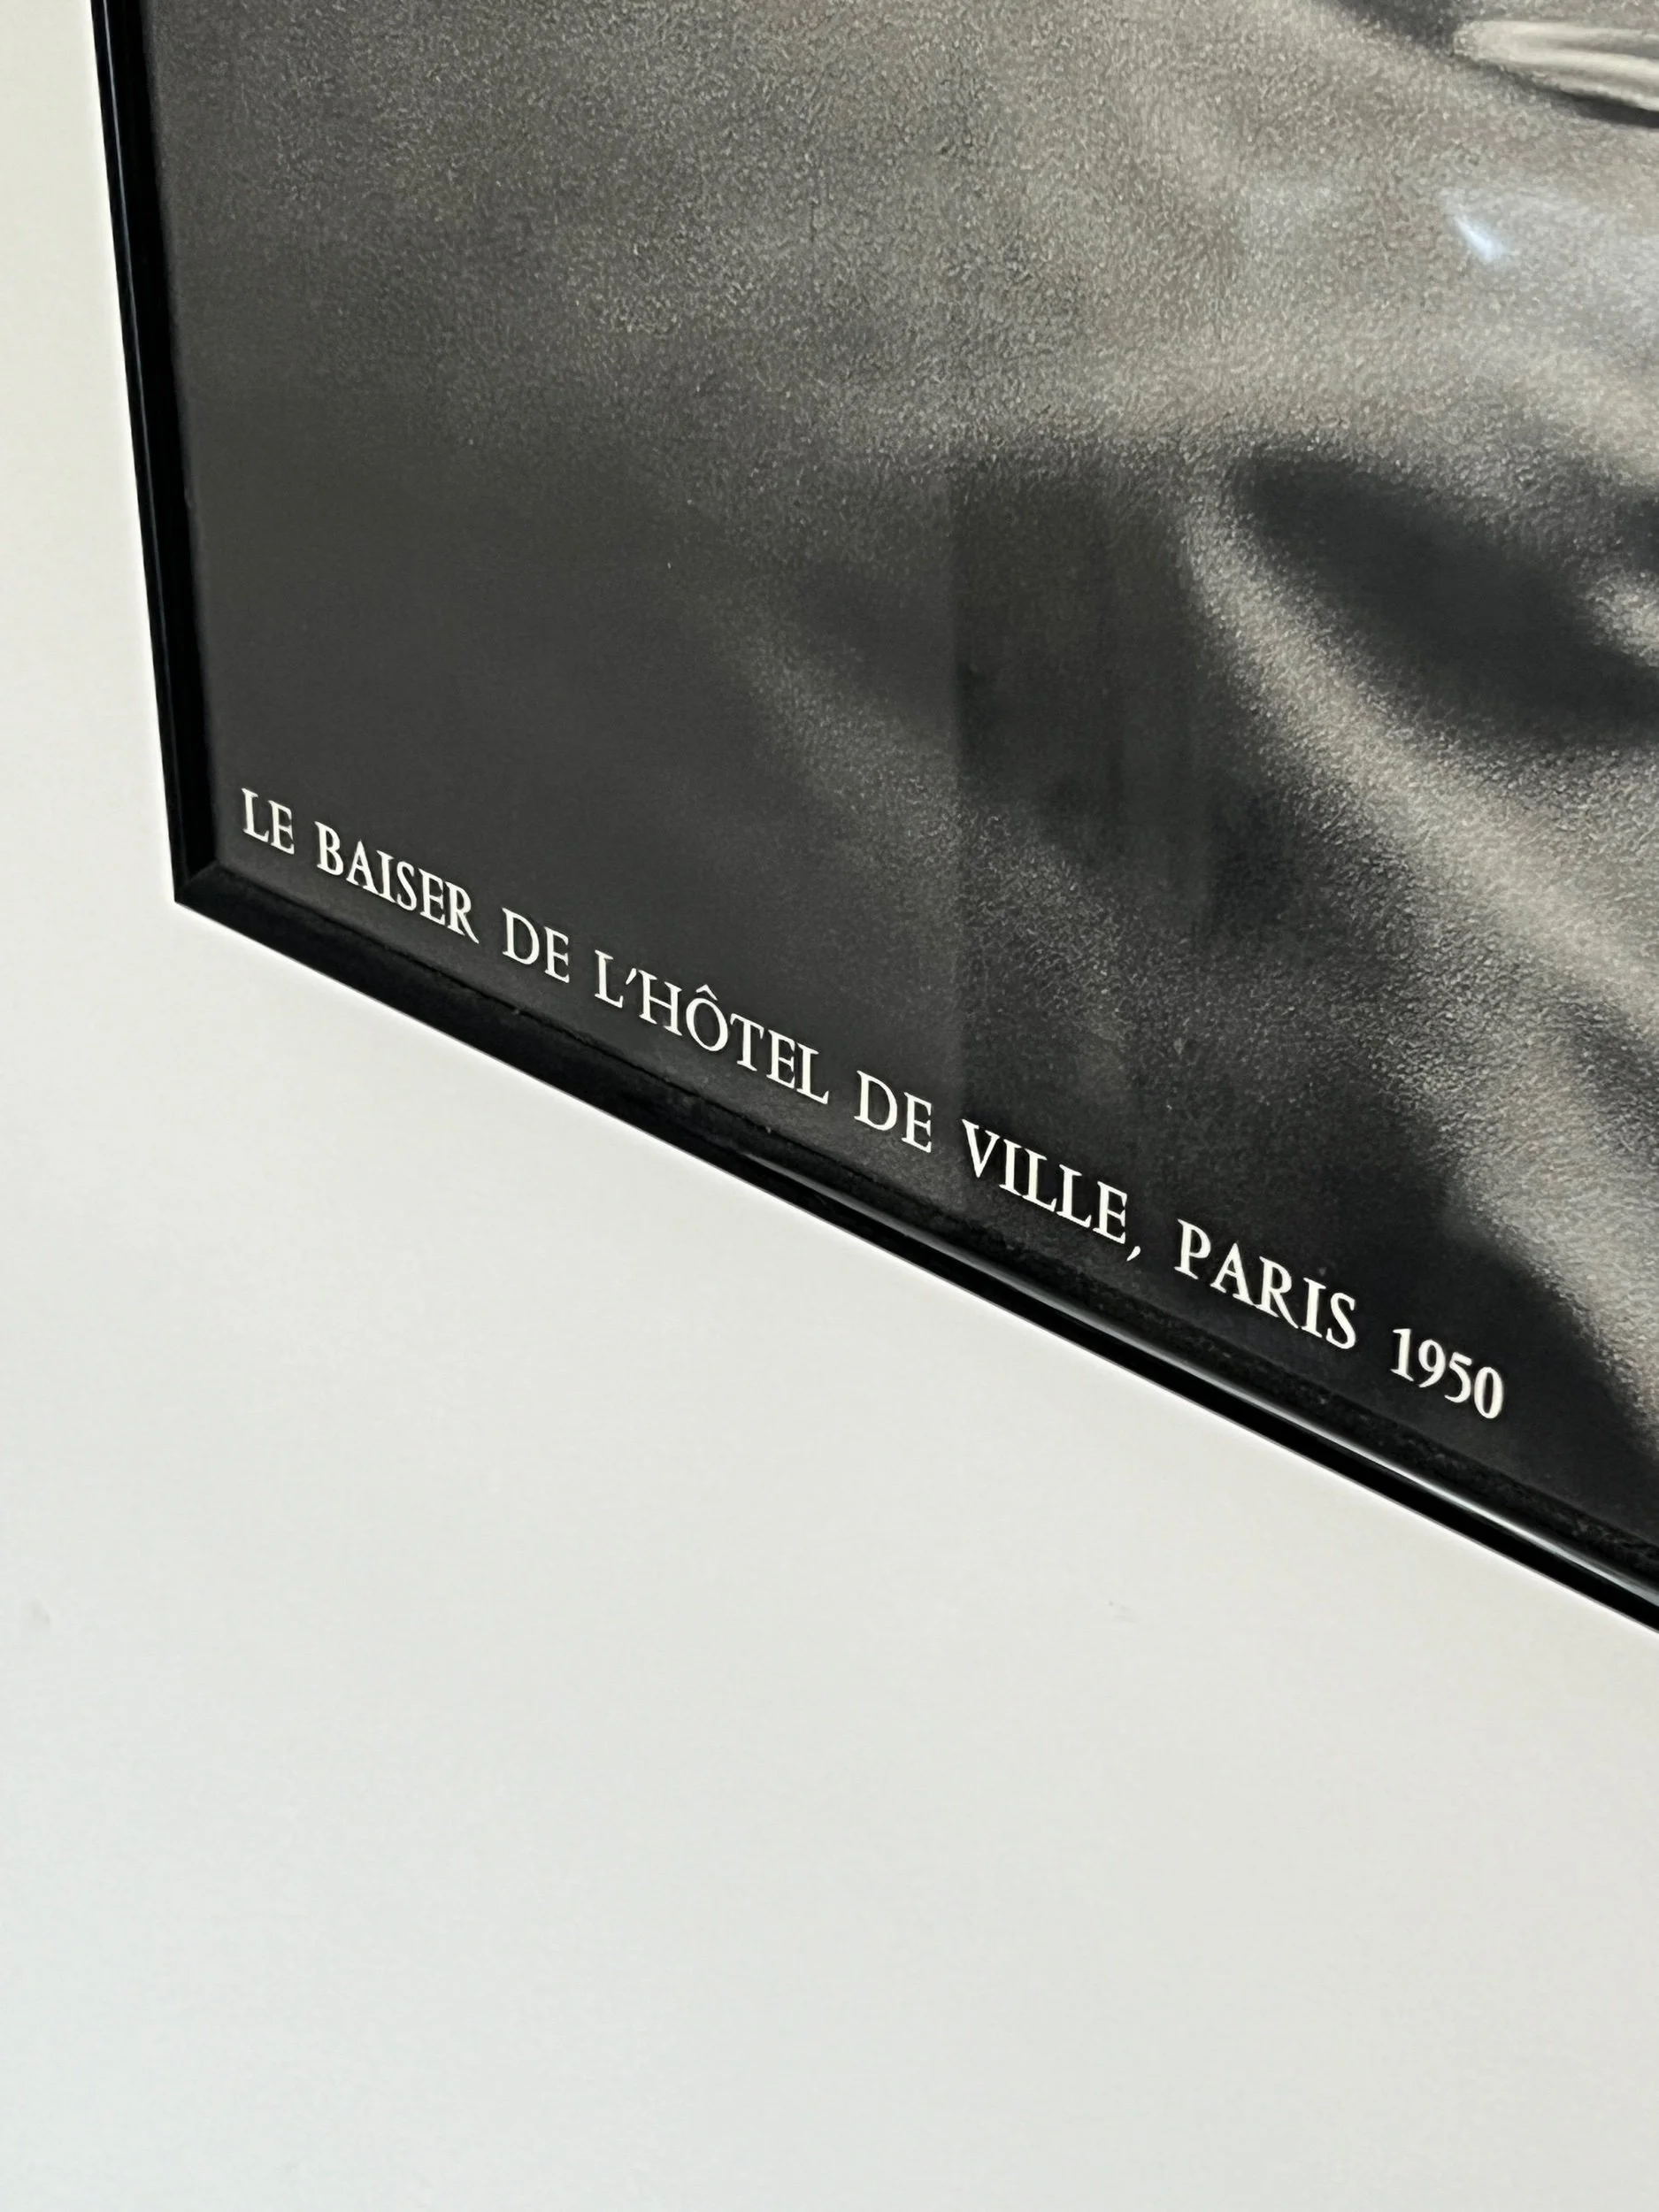 LE BAISER DE L'HÔTEL DE VILLE, PARIS 1950